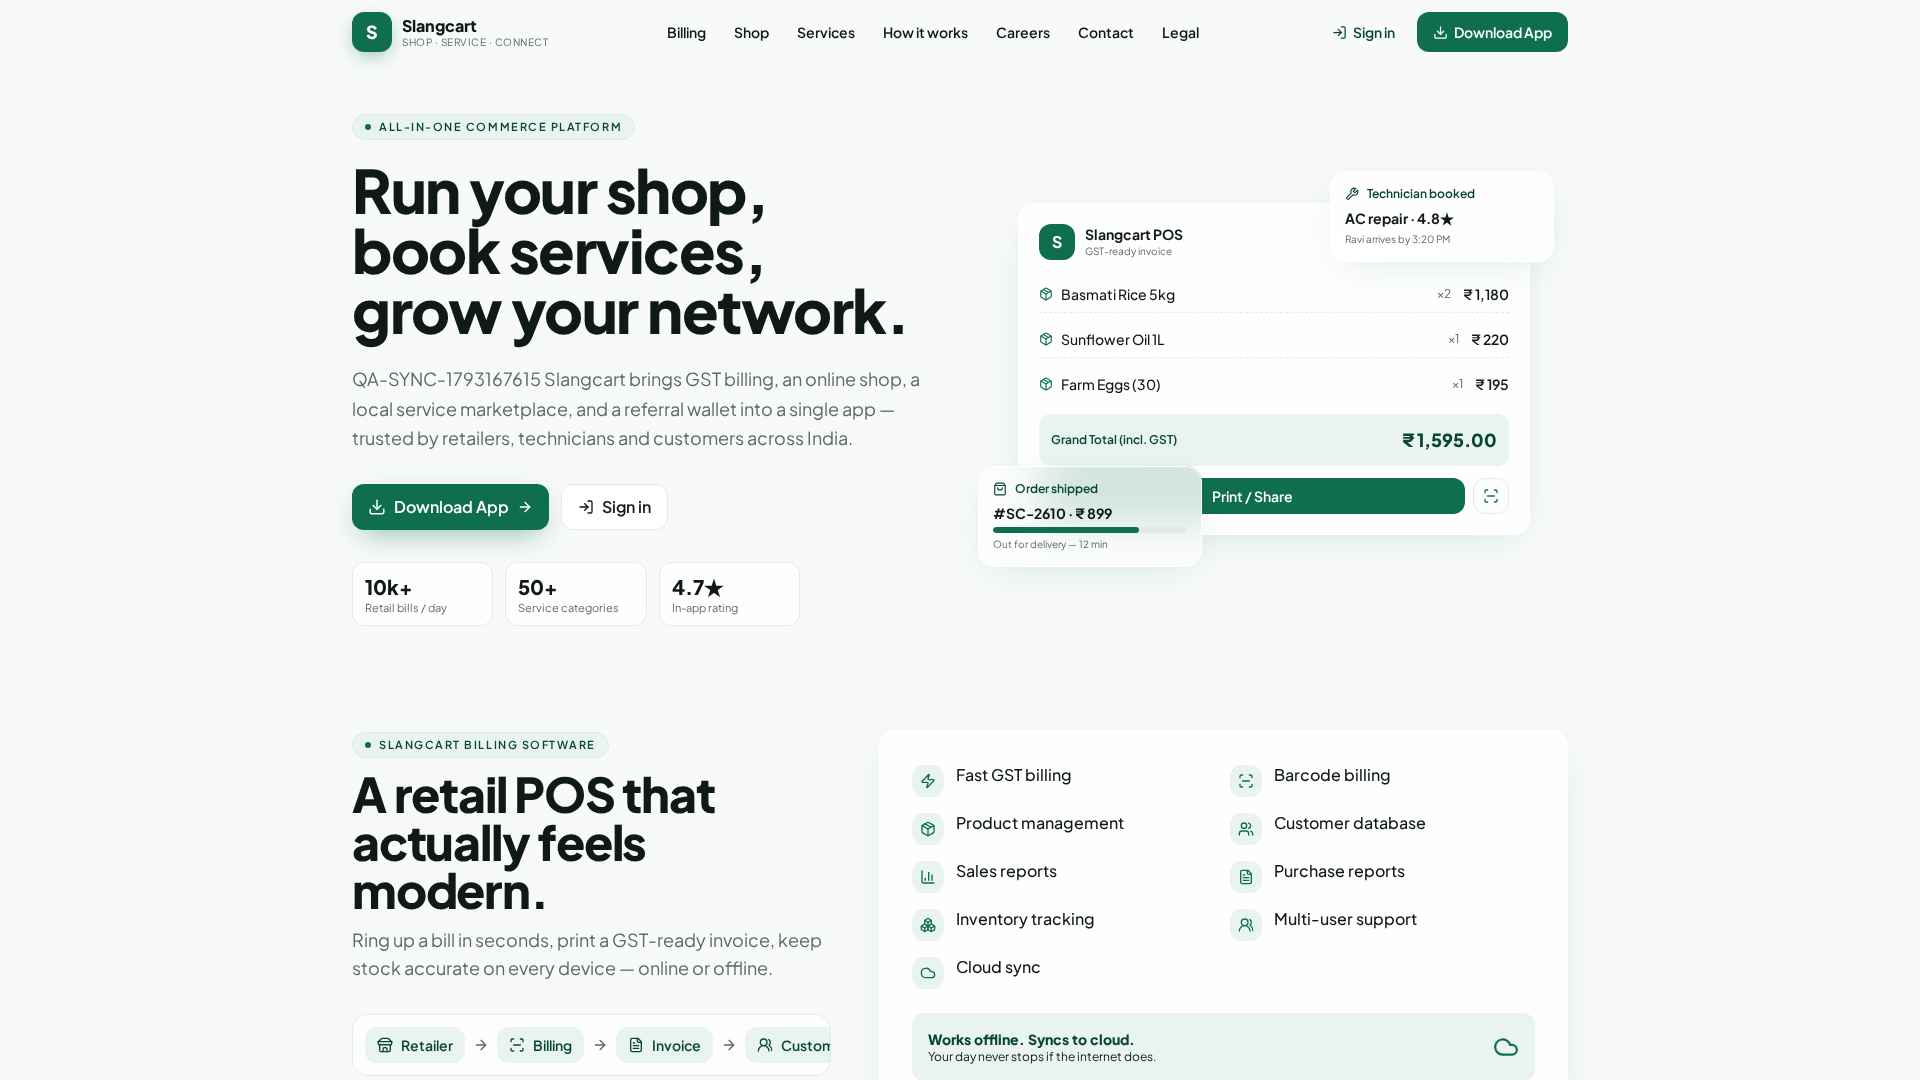 S
Slangcart
SHOP · SERVICE · CONNECT
Billing
Shop
Services
How it works
Careers
Contact
Legal
Sign in
Download App
ALL-IN-ONE COMMERCE PLATFORM
Run your shop,
book services,
grow your network.
QA-SYNC-1793167615 Slangcart brings GST billing, an online shop, a
local service marketplace, and a referral wallet into a single app —
trusted by retailers, technicians and customers across India.
Download App
Sign in
10k+
Retail bills / day
50+
Service categories
4.7★
In-app rating
Technician booked
AC repair · 4.8★
Ravi arrives by 3:20 PM
S
Slangcart POS
GST-ready invoice
Basmati Rice 5kg ×2 ₹ 1,180
Sunflower Oil 1L ×1 ₹ 220
Farm Eggs (30) ×1 ₹ 195
Grand Total (incl. GST) ₹ 1,595.00
Print / Share
Order shipped
#SC-2610 · ₹ 899
Out for delivery — 12 min
SLANGCART BILLING SOFTWARE
A retail POS that
actually feels
modern.
Ring up a bill in seconds, print a GST-ready invoice, keep
stock accurate on every device — online or offline.
Retailer
Billing
Invoice
Custom
Fast GST billing
Barcode billing
Product management
Customer database
Sales reports
Purchase reports
Inventory tracking
Multi-user support
Cloud sync
Works offline. Syncs to cloud.
Your day never stops if the internet does.